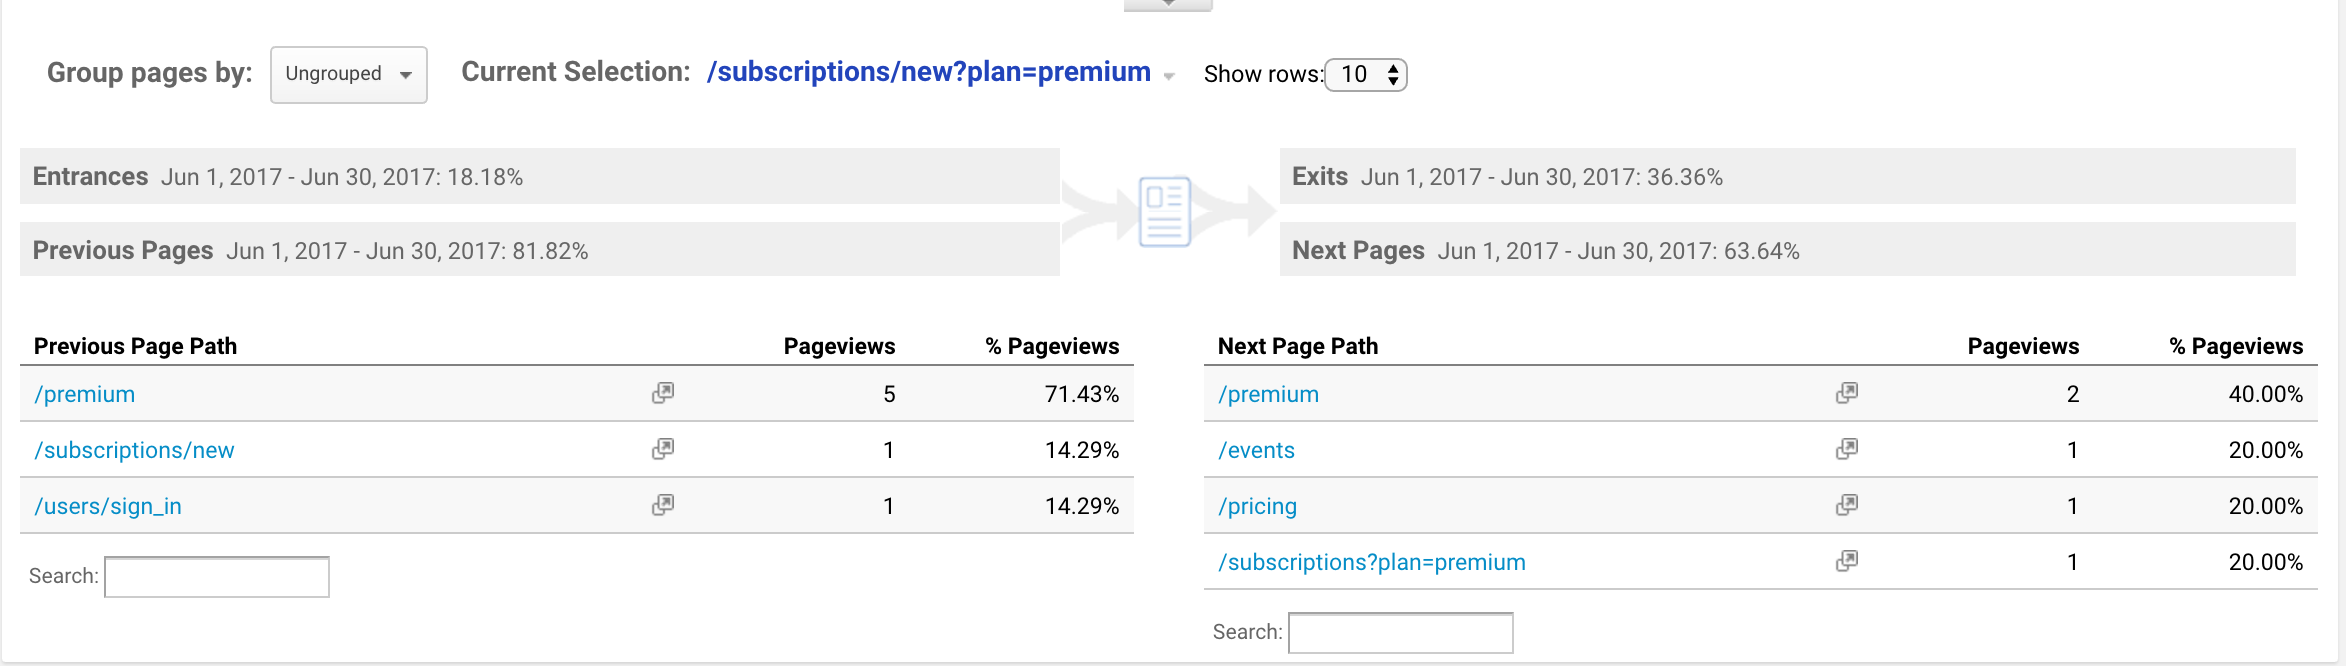 Group pages by: Ungrouped Current Selection: /subscriptions/new?plan=premium Show rows: 10
Entrances Jun 1, 2017 - Jun 30, 2017: 18.18%
Previous Pages Jun 1, 2017 - Jun 30, 2017: 81.82%
Exits Jun 1, 2017 - Jun 30, 2017: 36.36%
Next Pages Jun 1, 2017 - Jun 30, 2017: 63.64%
Previous Page Path Pageviews % Pageviews
/premium 5 71.43%
/subscriptions/new 1 14.29%
/users/sign_in 1 14.29%
Search:
Next Page Path Pageviews % Pageviews
/premium 2 40.00%
/events 1 20.00%
/pricing 1 20.00%
/subscriptions?plan=premium 1 20.00%
Search: